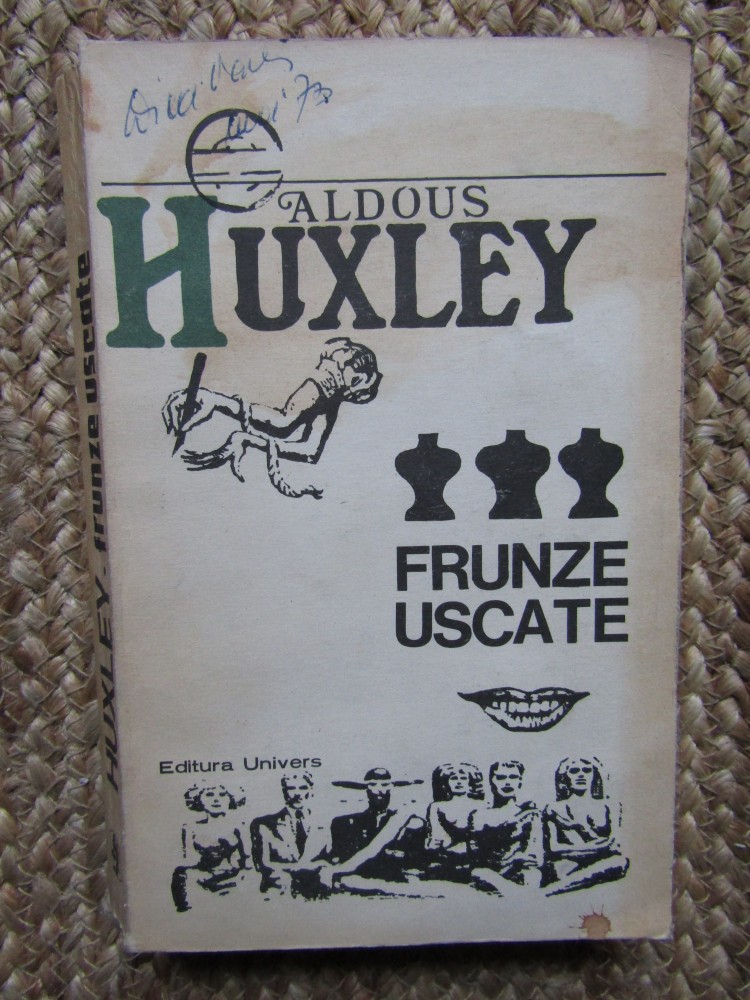 ALDOUS
HUXLEY
FRUNZE
USCATE
Editura Univers
HUXLEY - frunze uscate